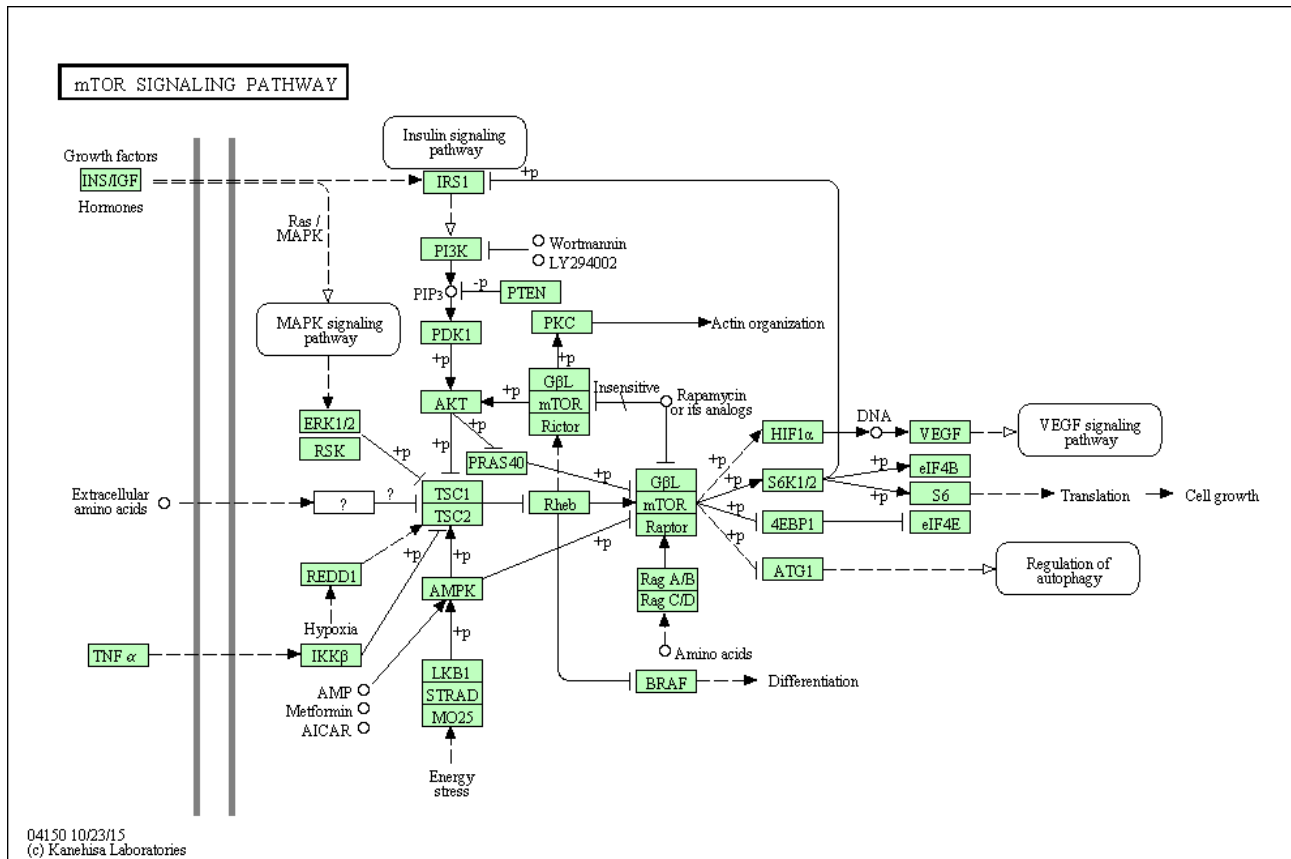 mTOR SIGNALING PATHWAY
Insulin signaling
pathway
Growth factors
INS/IGF
Hormones
IRS1
+p
Ras /
MAPK
PI3K
Wortmannin
LY294002
PIP3
-p
PTEN
MAPK signaling
pathway
PDK1
PKC
Actin organization
+p
+p
GβL
mTOR
Rictor
Insensitive
Rapamycin
or its analogs
AKT
+p
+p
+p
ERK1/2
RSK
+p
PRAS40
+p
DNA
HIF1α
VEGF
VEGF signaling
pathway
+p
+p
eIF4B
Extracellular
amino acids
?
?
TSC1
TSC2
Rheb
GβL
mTOR
Raptor
+p
S6K1/2
+p
S6
Translation
Cell growth
+p
4EBP1
eIF4E
+p
+p
+p
+p
REDD1
AMPK
Rag A/B
Rag C/D
ATG1
Regulation of
autophagy
Hypoxia
+p
TNF α
IKKβ
Amino acids
LKB1
STRAD
MO25
BRAF
Differentiation
AMP
Metformin
AICAR
Energy
stress
04150 10/23/15
(c) Kanehisa Laboratories